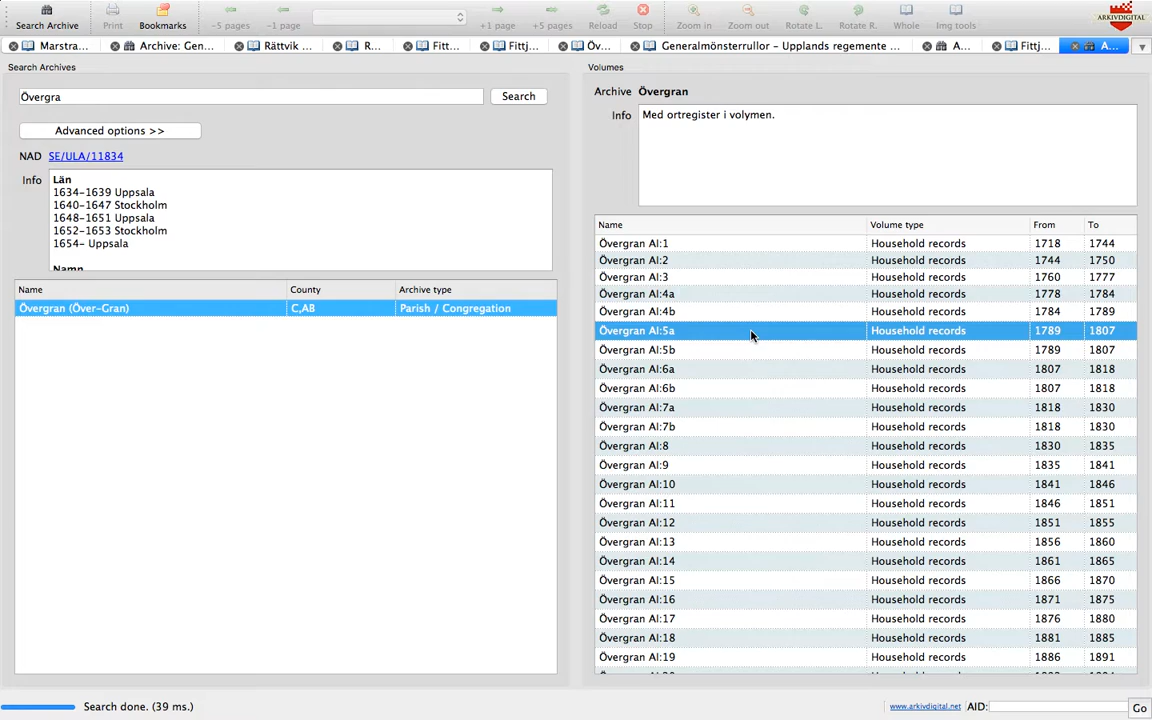 Search Archive
Print
Bookmarks
-5 pages
-1 page
+1 page
+5 pages
Reload
Stop
Zoom in
Zoom out
Rotate L.
Rotate R.
Whole
Img tools
ARKIVDIGITAL
Marstra...
Archive: Gen...
Rättvik ...
R...
Fitt...
Fittj...
Öv...
Generalmönsterrullor - Upplands regemente ...
A...
Fittj...
A...
Search Archives
Övergra
Search
Advanced options >>
NAD SE/ULA/11834
Info
Län
1634-1639 Uppsala
1640-1647 Stockholm
1648-1651 Uppsala
1652-1653 Stockholm
1654- Uppsala
Namn
Name County Archive type
Övergran (Över-Gran) C,AB Parish / Congregation
Volumes
Archive Övergran
Info Med ortregister i volymen.
Name Volume type From To
Övergran AI:1 Household records 1718 1744
Övergran AI:2 Household records 1744 1750
Övergran AI:3 Household records 1760 1777
Övergran AI:4a Household records 1778 1784
Övergran AI:4b Household records 1784 1789
Övergran AI:5a Household records 1789 1807
Övergran AI:5b Household records 1789 1807
Övergran AI:6a Household records 1807 1818
Övergran AI:6b Household records 1807 1818
Övergran AI:7a Household records 1818 1830
Övergran AI:7b Household records 1818 1830
Övergran AI:8 Household records 1830 1835
Övergran AI:9 Household records 1835 1841
Övergran AI:10 Household records 1841 1846
Övergran AI:11 Household records 1846 1851
Övergran AI:12 Household records 1851 1855
Övergran AI:13 Household records 1856 1860
Övergran AI:14 Household records 1861 1865
Övergran AI:15 Household records 1866 1870
Övergran AI:16 Household records 1871 1875
Övergran AI:17 Household records 1876 1880
Övergran AI:18 Household records 1881 1885
Övergran AI:19 Household records 1886 1891
Search done. (39 ms.)
www.arkivdigital.net AID: Go